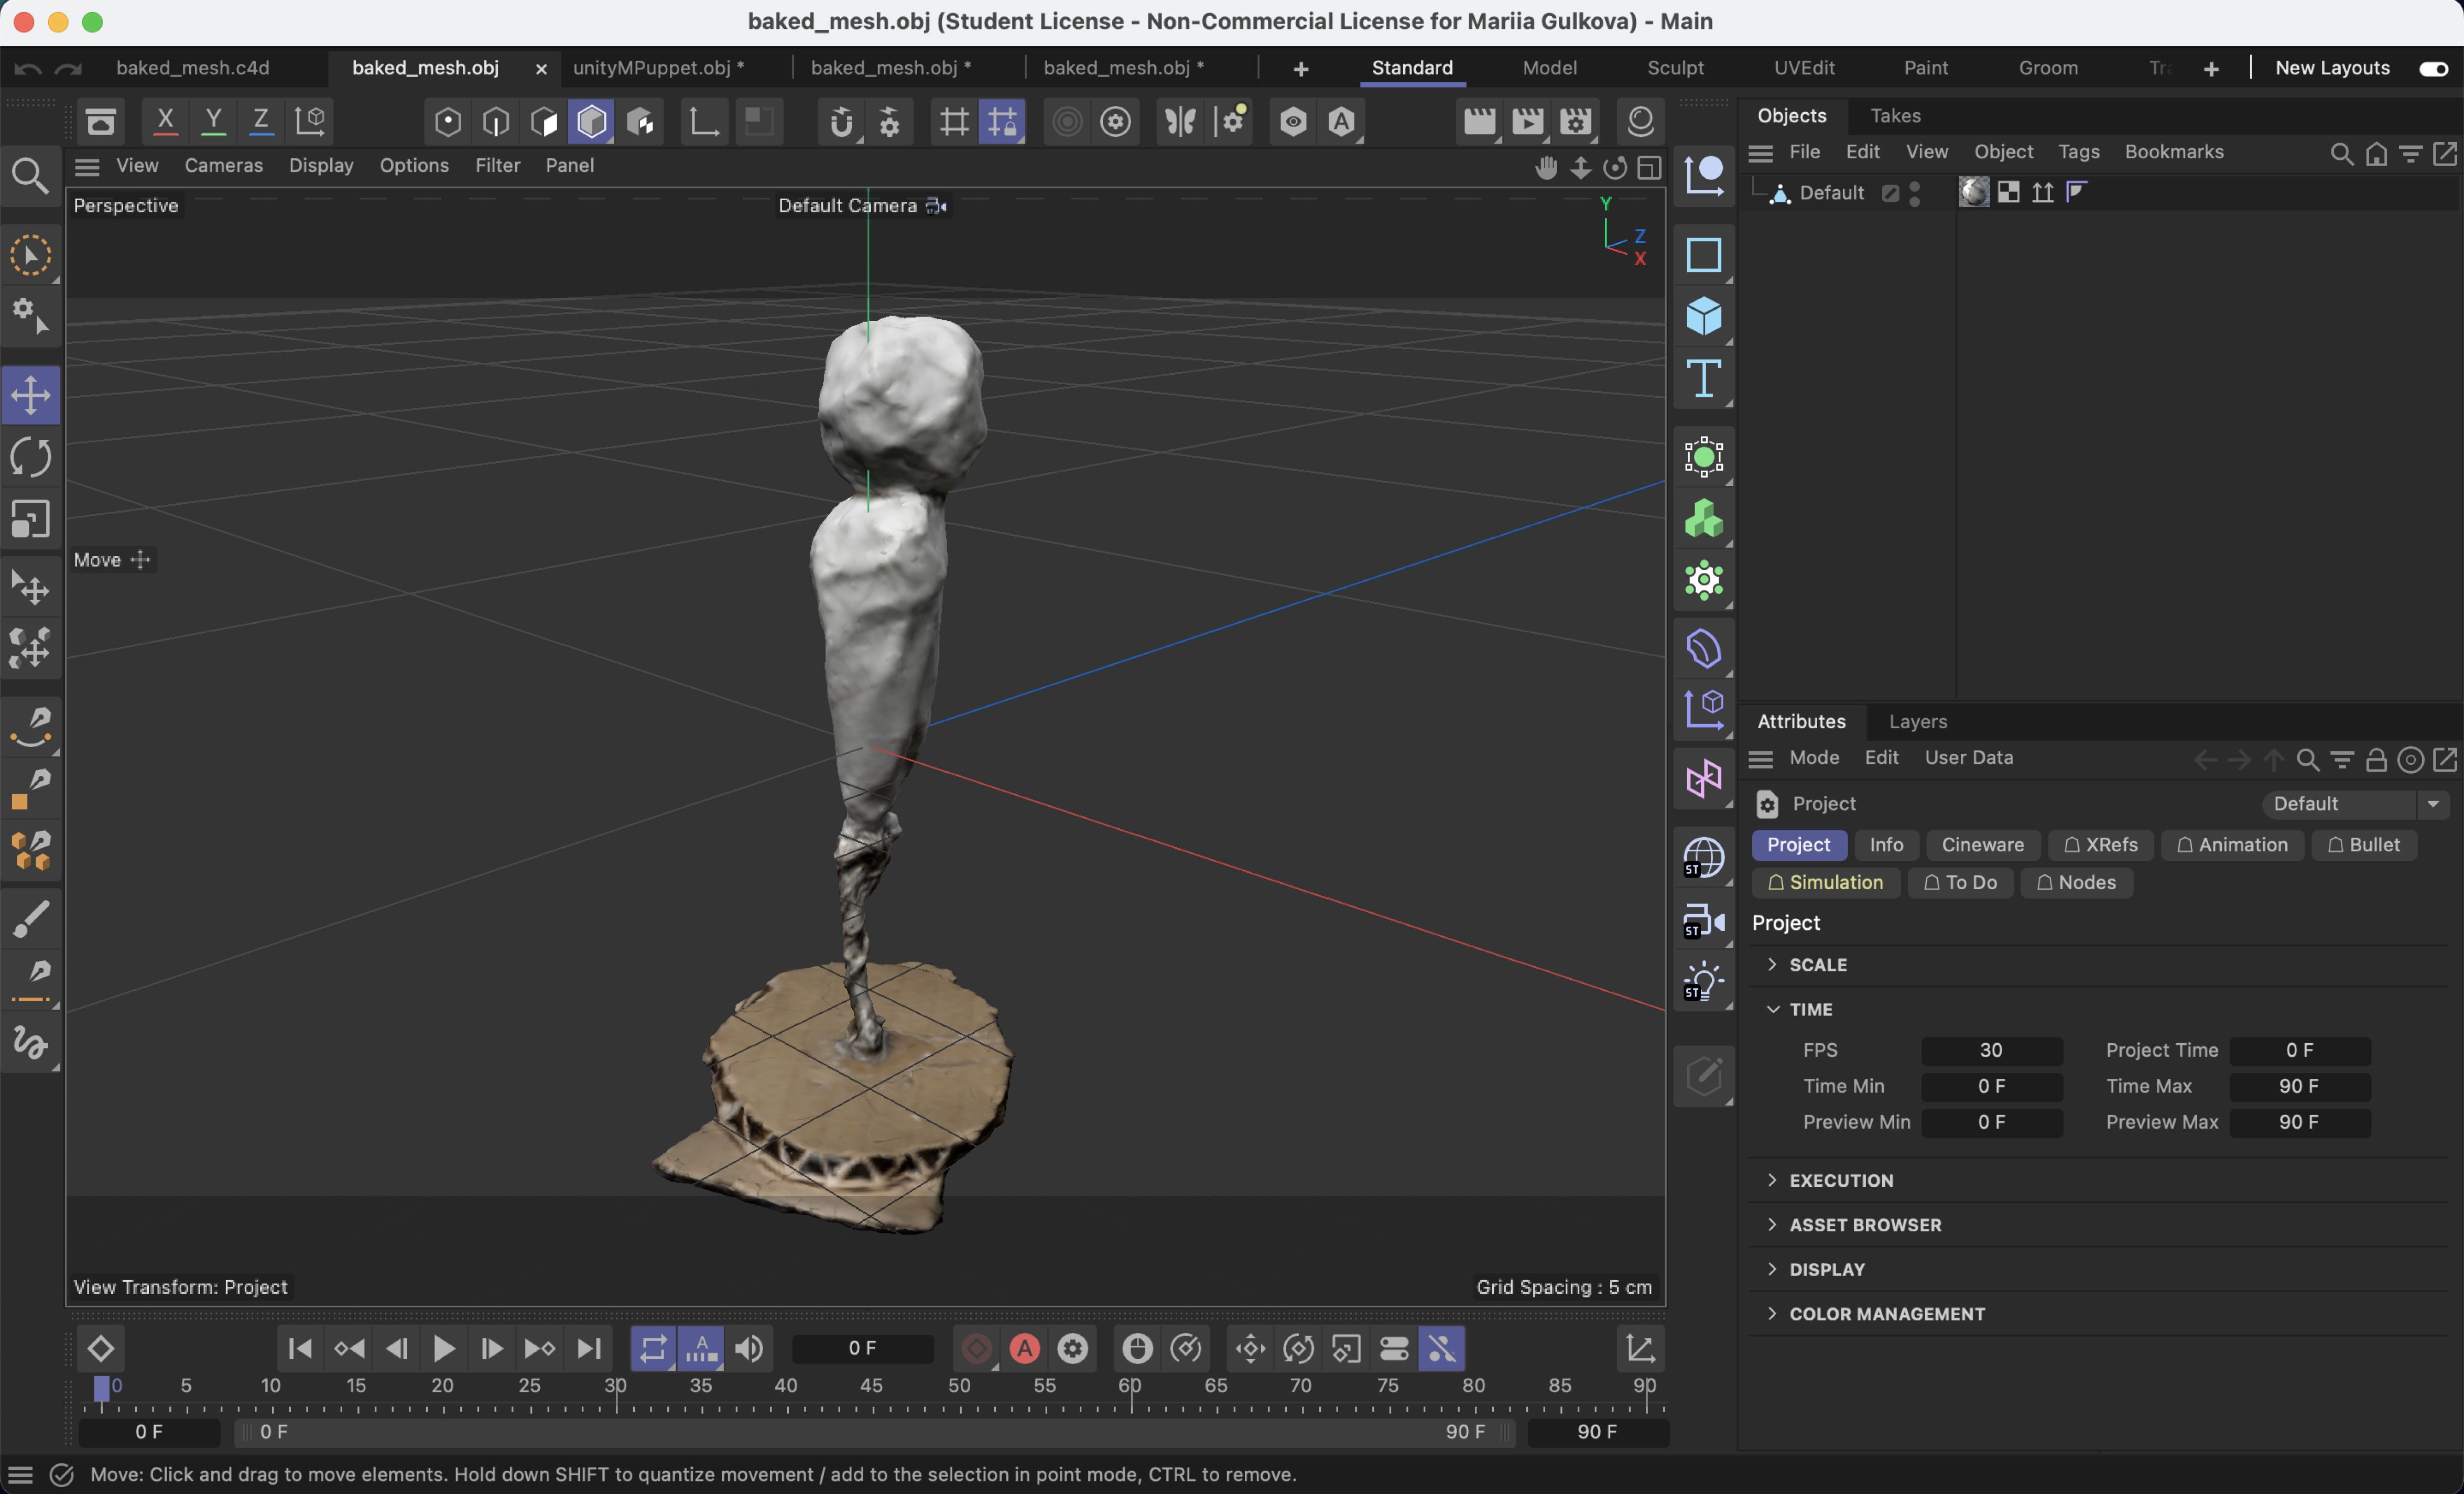 baked_mesh.obj (Student License - Non-Commercial License for Mariia Gulkova) - Main
baked_mesh.c4d baked_mesh.obj × unityMPuppet.obj * baked_mesh.obj * baked_mesh.obj * + Standard Model Sculpt UVEdit Paint Groom + New Layouts
X Y Z A
View Cameras Display Options Filter Panel
Perspective
Default Camera
Y
Z
X
Move
View Transform: Project
Grid Spacing : 5 cm
T
ST
ST
ST
Objects Takes
File Edit View Object Tags Bookmarks
Default
Attributes Layers
Mode Edit User Data
Project Default
Project Info Cineware XRefs Animation Bullet
Simulation To Do Nodes
Project
SCALE
TIME
FPS 30 Project Time 0 F
Time Min 0 F Time Max 90 F
Preview Min 0 F Preview Max 90 F
EXECUTION
ASSET BROWSER
DISPLAY
COLOR MANAGEMENT
A 0 F A
0 5 10 15 20 25 30 35 40 45 50 55 60 65 70 75 80 85 90
0 F 0 F 90 F 90 F
Move: Click and drag to move elements. Hold down SHIFT to quantize movement / add to the selection in point mode, CTRL to remove.